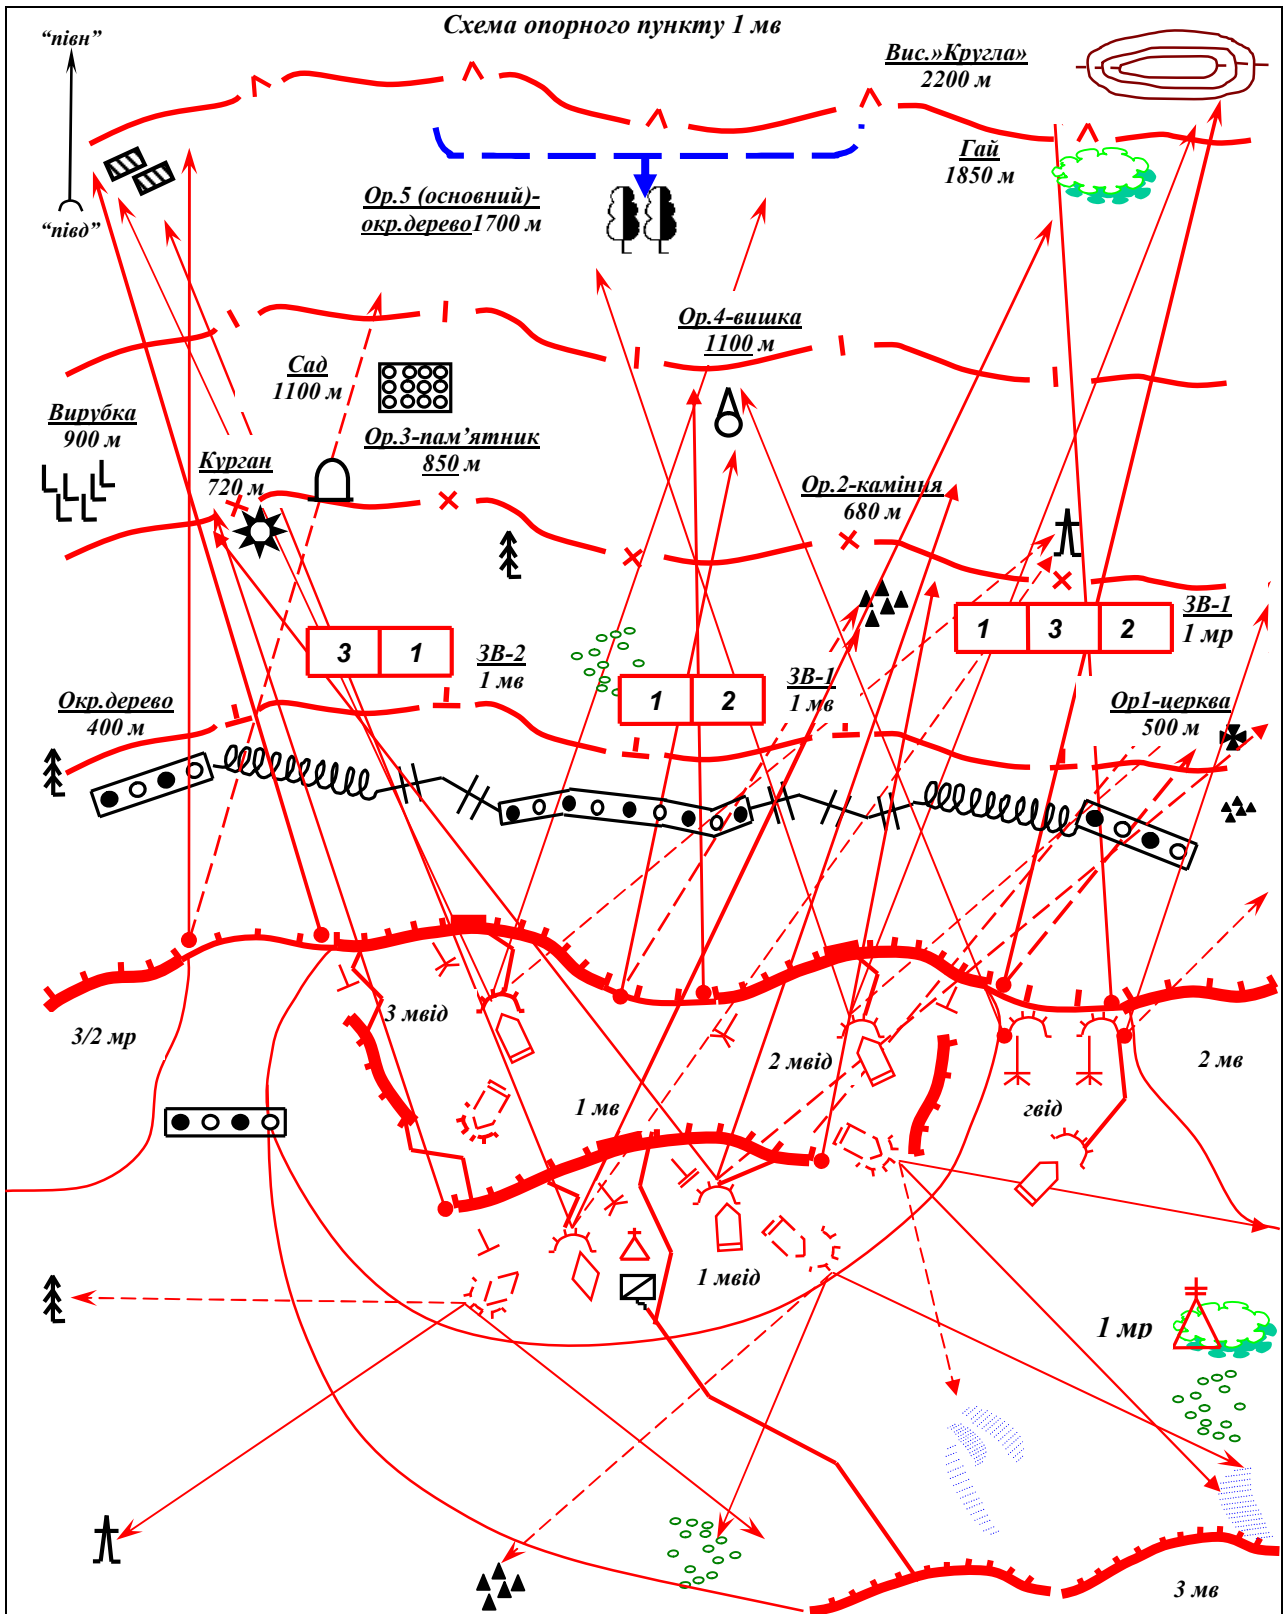 Схема опорного пункту 1 мв
“півн”
Вис.»Кругла»
2200 м
Гай
1850 м
Ор.5 (основний)-
окр.дерево1700 м
“півд”
Ор.4-вишка
1100 м
Сад
1100 м
Вирубка
900 м
Ор.3-пам’ятник
850 м
Курган
720 м
Ор.2-каміння
680 м
ЗВ-1
1 мр
1 3 2
3 1
ЗВ-2
1 мв
ЗВ-1
1 мв
1 2
Окр.дерево
400 м
Ор1-церква
500 м
3 мвід
3/2 мр
2 мвід
2 мв
1 мв
гвід
1 мвід
1 мр
3 мв